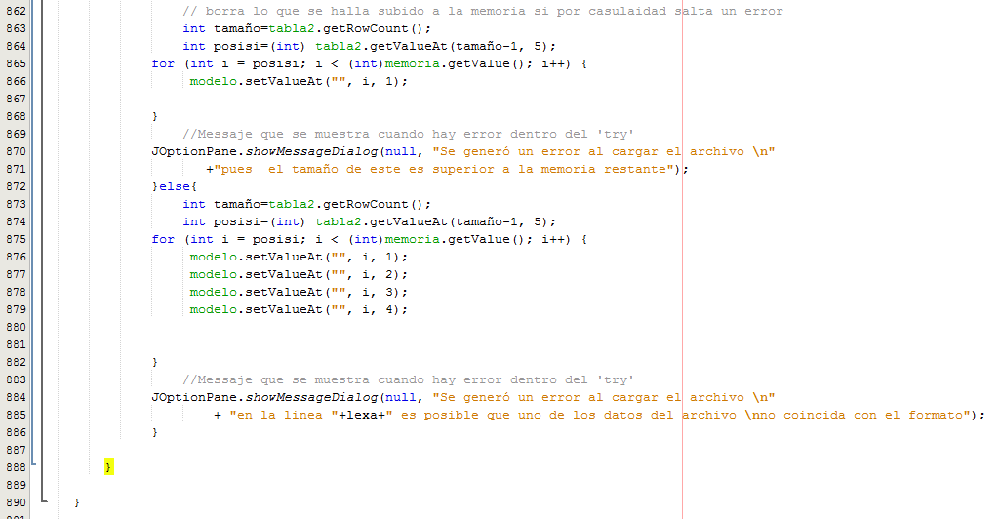 862 // borra lo que se halla subido a la memoria si por casulaidad salta un error
863 int tamaño=tabla2.getRowCount();
864 int posisi=(int) tabla2.getValueAt(tamaño-1, 5);
865 for (int i = posisi; i < (int)memoria.getValue(); i++) {
866 modelo.setValueAt("", i, 1);
867
868 }
869 //Messaje que se muestra cuando hay error dentro del 'try'
870 JOptionPane.showMessageDialog(null, "Se generó un error al cargar el archivo \n"
871 +"pues  el tamaño de este es superior a la memoria restante");
872 }else{
873 int tamaño=tabla2.getRowCount();
874 int posisi=(int) tabla2.getValueAt(tamaño-1, 5);
875 for (int i = posisi; i < (int)memoria.getValue(); i++) {
876 modelo.setValueAt("", i, 1);
877 modelo.setValueAt("", i, 2);
878 modelo.setValueAt("", i, 3);
879 modelo.setValueAt("", i, 4);
880
881
882 }
883 //Messaje que se muestra cuando hay error dentro del 'try'
884 JOptionPane.showMessageDialog(null, "Se generó un error al cargar el archivo \n"
885 + "en la linea "+lexa+" es posible que uno de los datos del archivo \nno coincida con el formato");
886 }
887
888 }
889
890 }